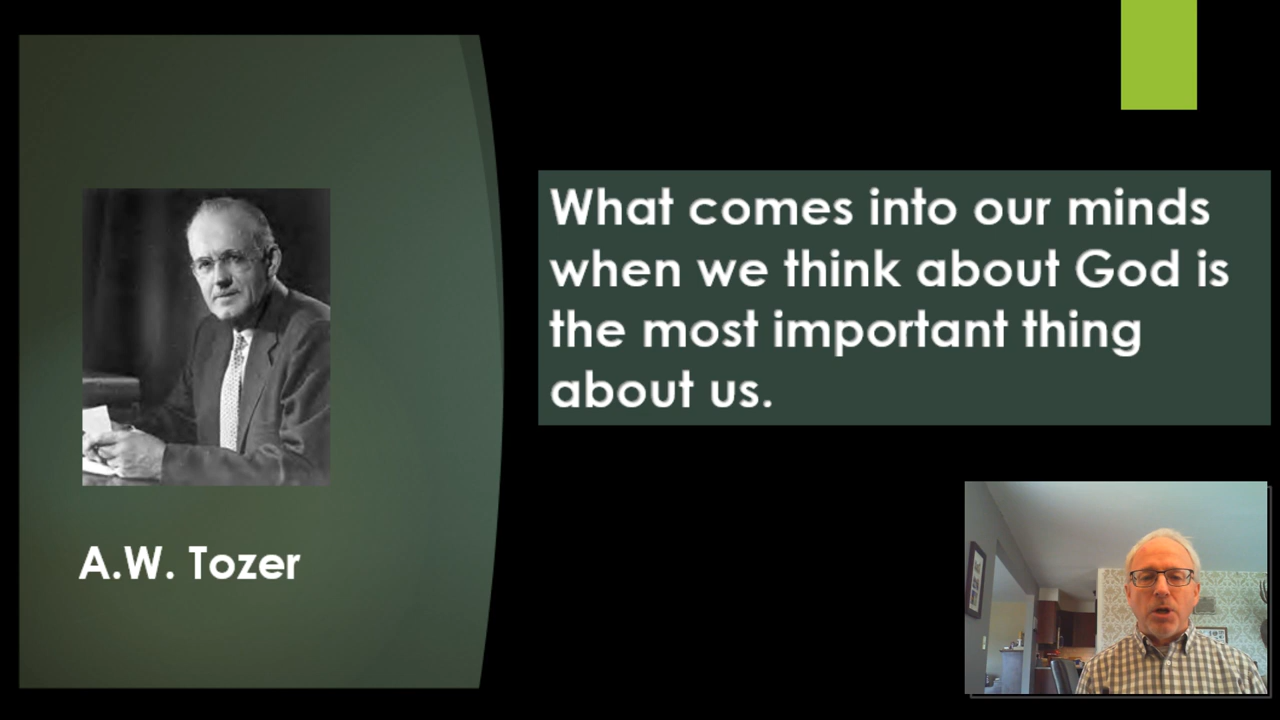 What comes into our minds
when we think about God is
the most important thing
about us.
A.W. Tozer